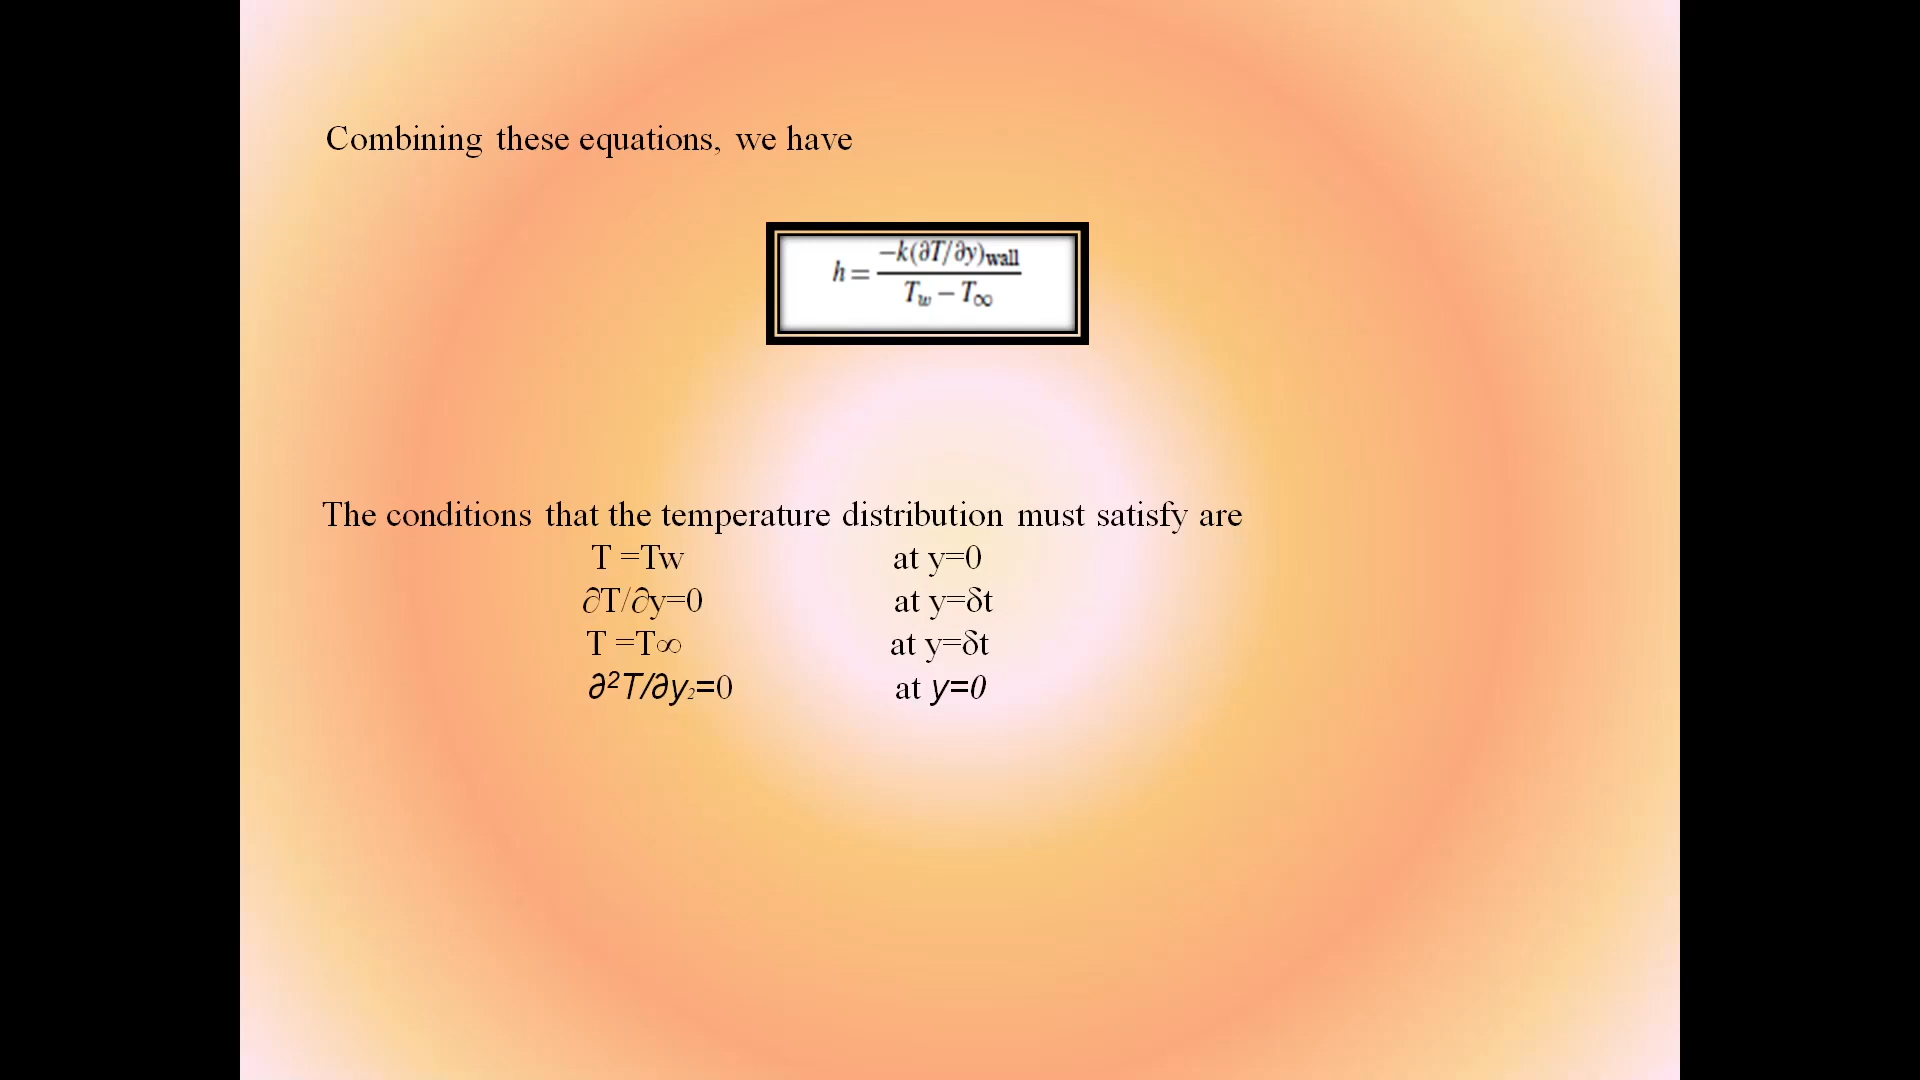 Combining these equations, we have
h = −k(∂T/∂y)wall
Tw − T∞
The conditions that the temperature distribution must satisfy are
T =Tw at y=0
∂T/∂y=0 at y=δt
T =T∞ at y=δt
∂²T/∂y₂=0 at y=0